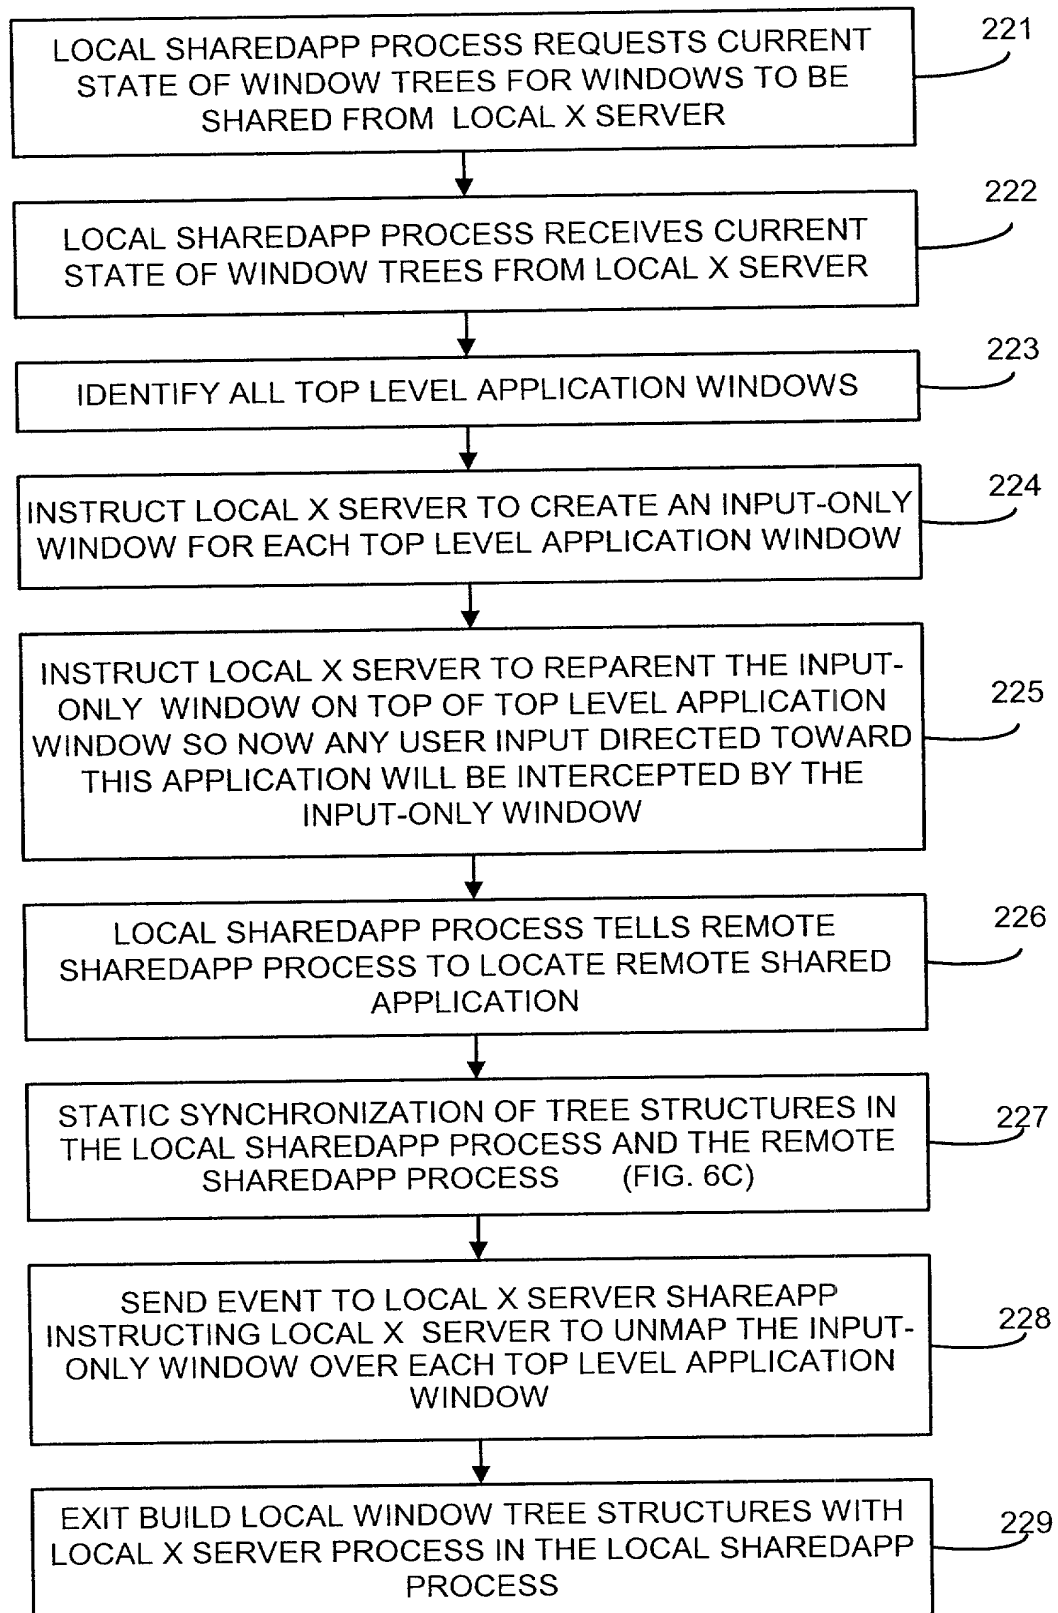 LOCAL SHAREDAPP PROCESS REQUESTS CURRENT
STATE OF WINDOW TREES FOR WINDOWS TO BE
SHARED FROM LOCAL X SERVER
221
LOCAL SHAREDAPP PROCESS RECEIVES CURRENT
STATE OF WINDOW TREES FROM LOCAL X SERVER
222
IDENTIFY ALL TOP LEVEL APPLICATION WINDOWS
223
INSTRUCT LOCAL X SERVER TO CREATE AN INPUT-ONLY
WINDOW FOR EACH TOP LEVEL APPLICATION WINDOW
224
INSTRUCT LOCAL X SERVER TO REPARENT THE INPUT-
ONLY WINDOW ON TOP OF TOP LEVEL APPLICATION
WINDOW SO NOW ANY USER INPUT DIRECTED TOWARD
THIS APPLICATION WILL BE INTERCEPTED BY THE
INPUT-ONLY WINDOW
225
LOCAL SHAREDAPP PROCESS TELLS REMOTE
SHAREDAPP PROCESS TO LOCATE REMOTE SHARED
APPLICATION
226
STATIC SYNCHRONIZATION OF TREE STRUCTURES IN
THE LOCAL SHAREDAPP PROCESS AND THE REMOTE
SHAREDAPP PROCESS (FIG. 6C)
227
SEND EVENT TO LOCAL X SERVER SHAREAPP
INSTRUCTING LOCAL X SERVER TO UNMAP THE INPUT-
ONLY WINDOW OVER EACH TOP LEVEL APPLICATION
WINDOW
228
EXIT BUILD LOCAL WINDOW TREE STRUCTURES WITH
LOCAL X SERVER PROCESS IN THE LOCAL SHAREDAPP
PROCESS
229